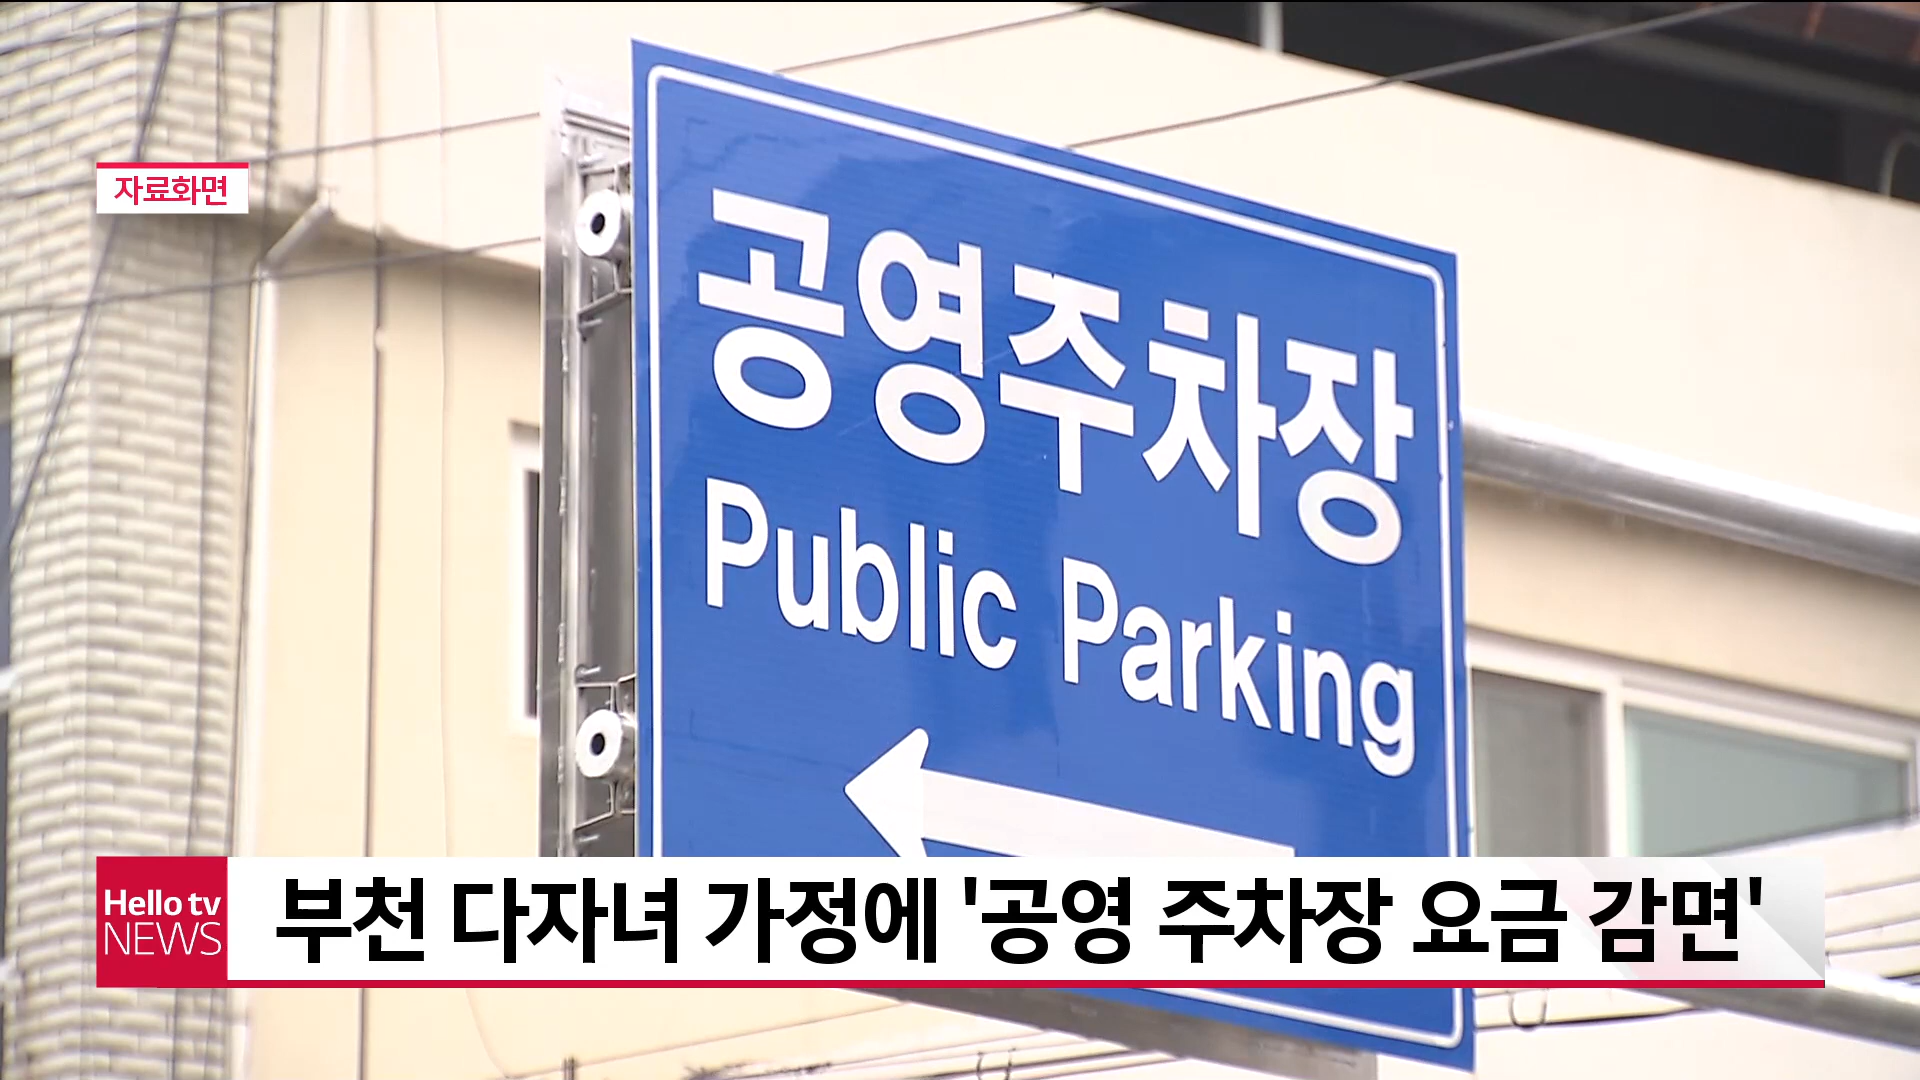 자료화면
공영주차장
Public Parking
Hello tv
NEWS
부천 다자녀 가정에 '공영 주차장 요금 감면'